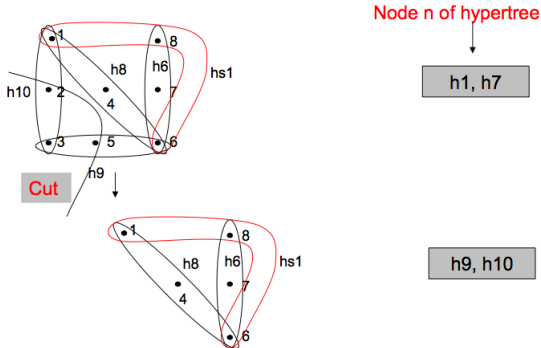 Node n of hypertree
1
8
h8
h6
hs1
h10
2
4
7
h1, h7
3
5
6
h9
Cut
1
8
h8
h6
hs1
4
7
h9, h10
6